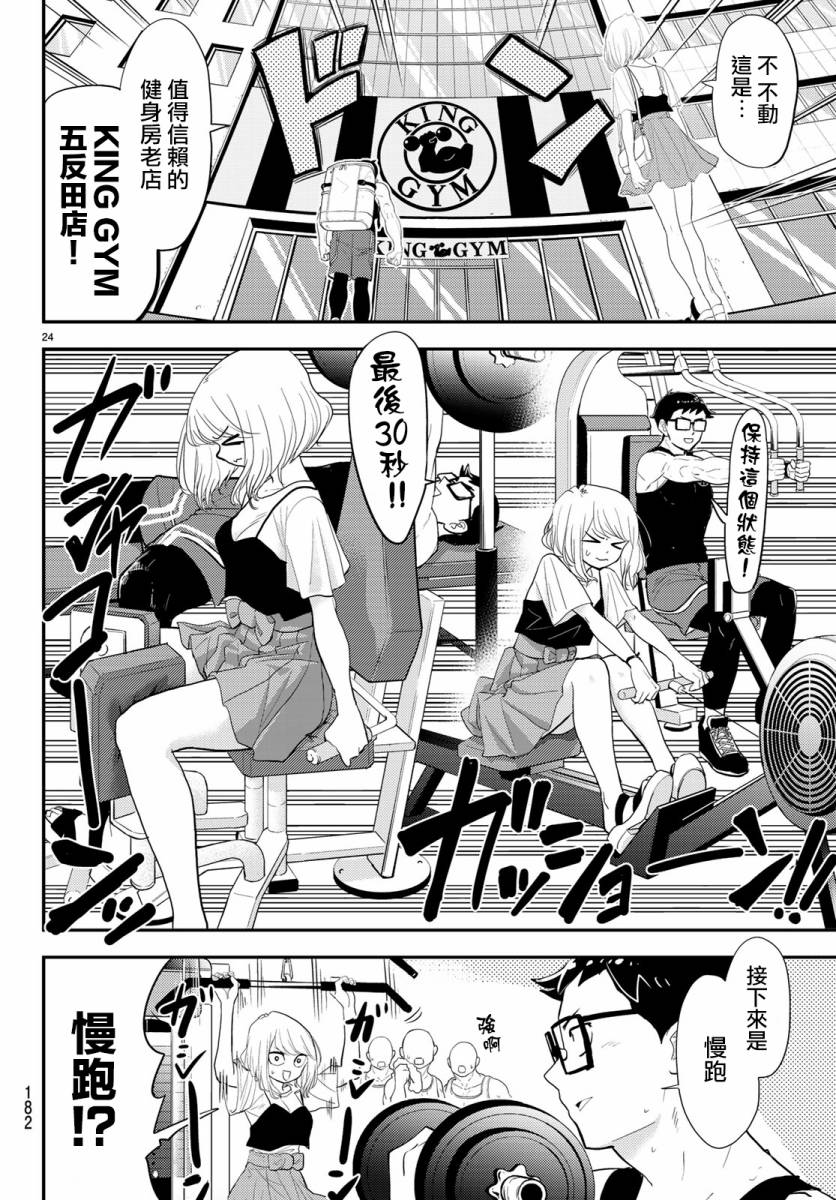 不 不動
這是…
ドン
KING
GYM
KING GYM
值得信賴的
健身房老店
KING GYM
五反田店！
24
保持這個狀態！
最後30秒!!
ガシャコン
ガッショーン!!
接下來是
慢跑
強啊
ガシーガシー
慢跑!?
182